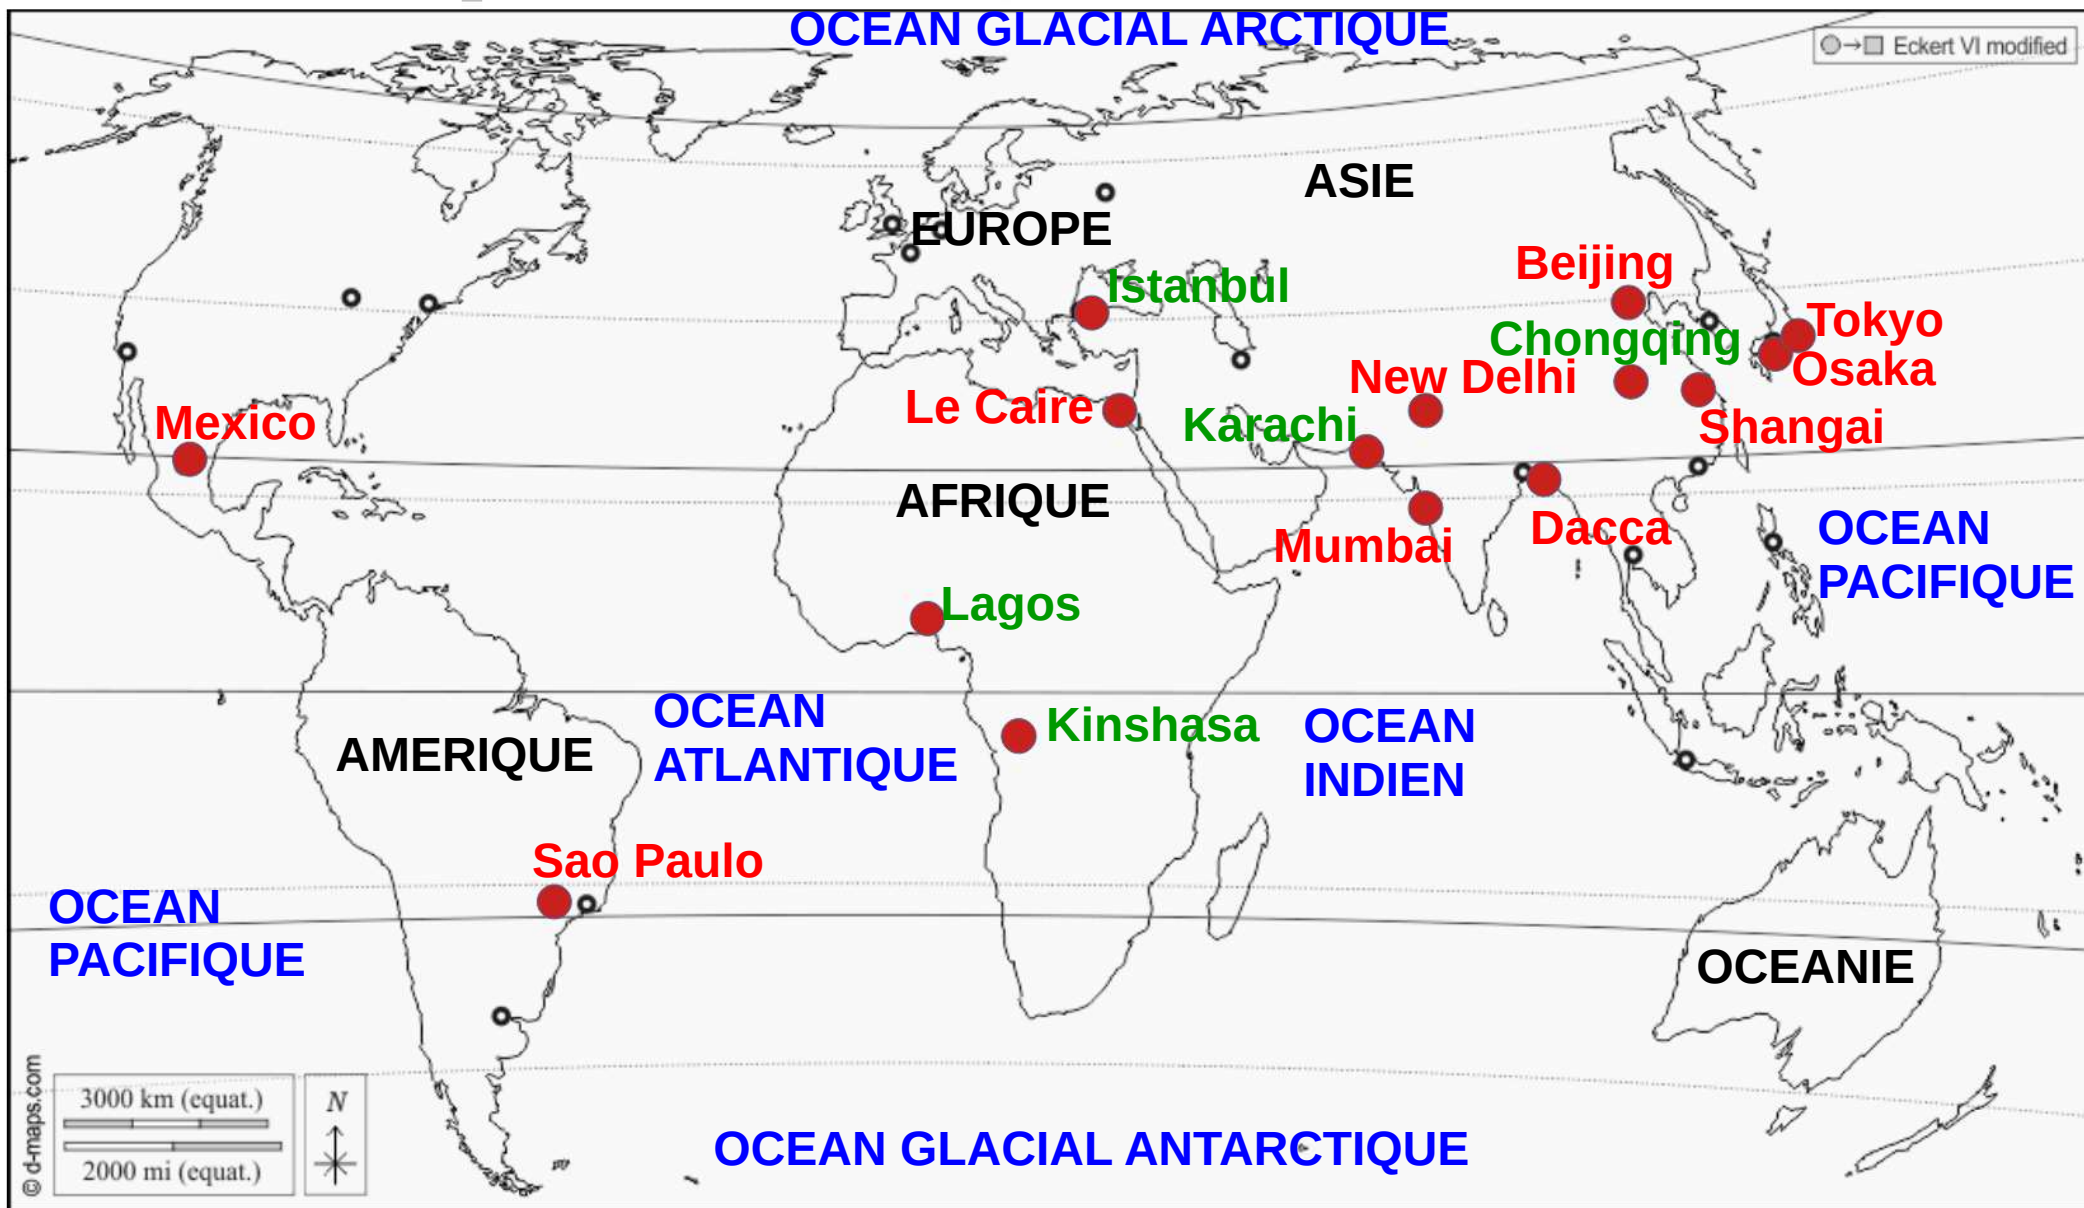 OCEAN GLACIAL ARCTIQUE
Eckert VI modified
ASIE
EUROPE
Beijing
Istanbul
Tokyo
Chongqing
Osaka
New Delhi
Le Caire
Mexico
Karachi
Shangai
AFRIQUE
Dacca
OCEAN
PACIFIQUE
Mumbai
Lagos
OCEAN
ATLANTIQUE
Kinshasa
OCEAN
INDIEN
AMERIQUE
Sao Paulo
OCEAN
PACIFIQUE
OCEANIE
© d-maps.com
3000 km (equat.)
2000 mi (equat.)
N
OCEAN GLACIAL ANTARCTIQUE